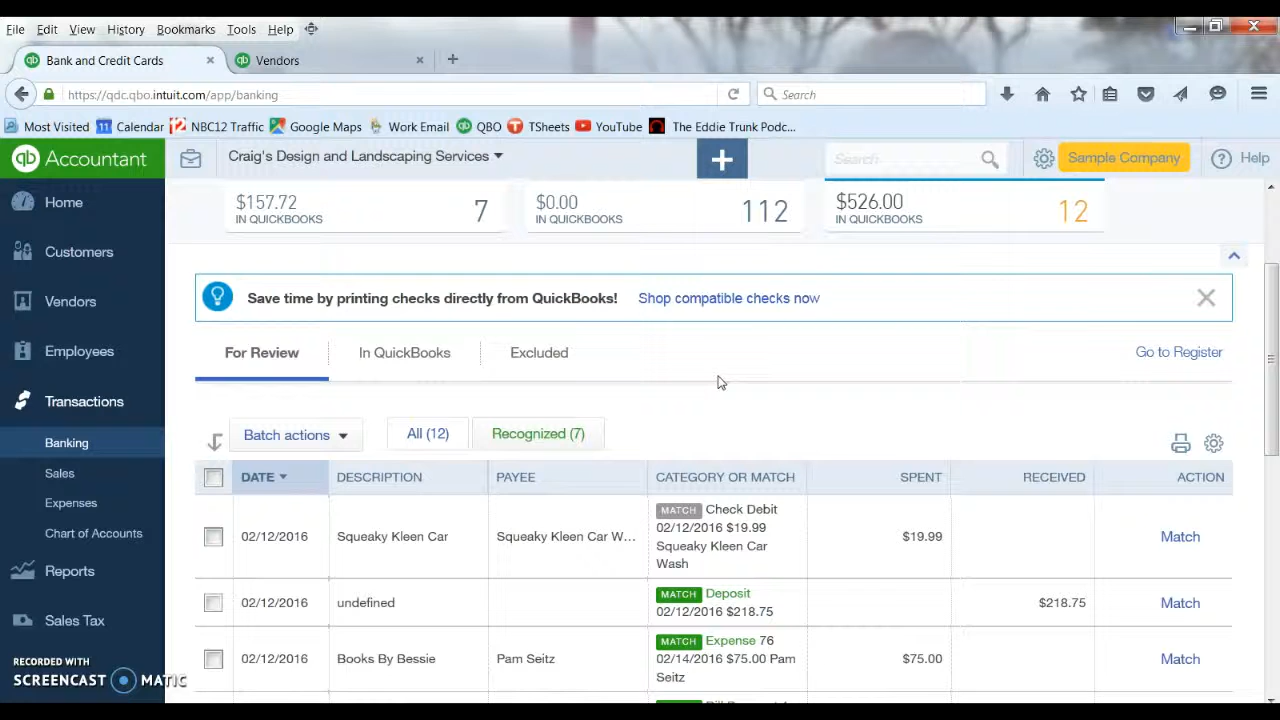 File Edit View History Bookmarks Tools Help
qb Bank and Credit Cards × qb Vendors × +
https://qdc.qbo.intuit.com/app/banking Search
Most Visited 11 Calendar 12 NBC12 Traffic Google Maps Work Email qb QBO T TSheets YouTube The Eddie Trunk Podc...
qb Accountant Craig's Design and Landscaping Services + Search Sample Company ? Help
Home
Customers
Vendors
Employees
Transactions
Banking
Sales
Expenses
Chart of Accounts
Reports
Sales Tax
RECORDED WITH
SCREENCAST MATIC
$157.72
IN QUICKBOOKS 7
$0.00
IN QUICKBOOKS 112
$526.00
IN QUICKBOOKS 12
Save time by printing checks directly from QuickBooks! Shop compatible checks now
For Review In QuickBooks Excluded Go to Register
Batch actions All (12) Recognized (7)
DATE DESCRIPTION PAYEE CATEGORY OR MATCH SPENT RECEIVED ACTION
02/12/2016 Squeaky Kleen Car Squeaky Kleen Car W... MATCH Check Debit $19.99 Match
02/12/2016 $19.99
Squeaky Kleen Car
Wash
02/12/2016 undefined MATCH Deposit $218.75 Match
02/12/2016 $218.75
02/12/2016 Books By Bessie Pam Seitz MATCH Expense 76 $75.00 Match
02/14/2016 $75.00 Pam
Seitz